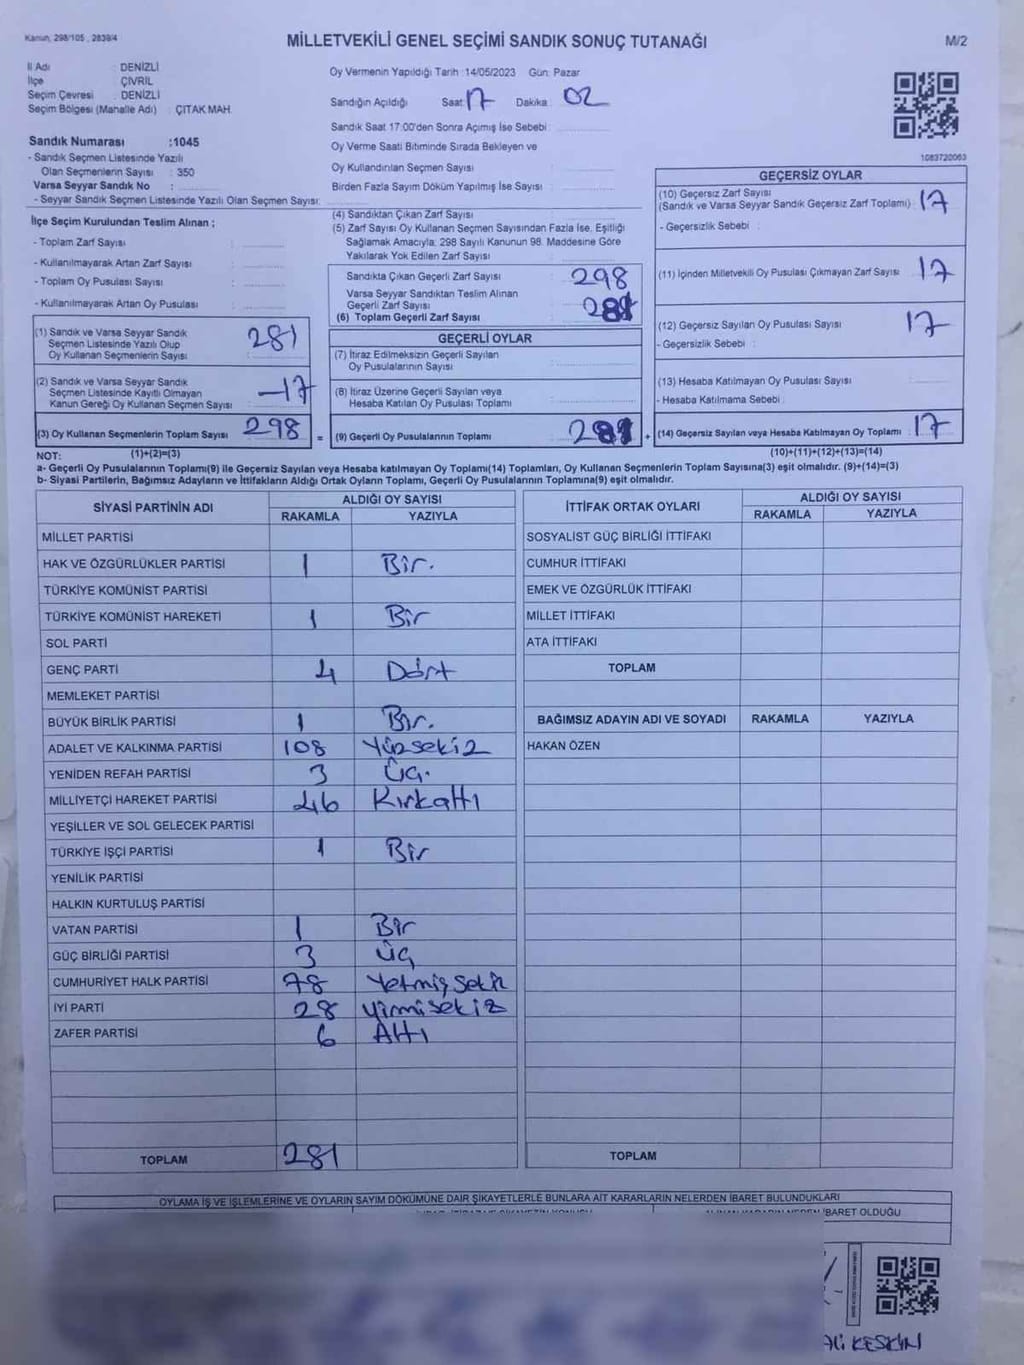 Kanun, 298/105 , 2839/4
MİLLETVEKİLİ GENEL SEÇİMİ SANDIK SONUÇ TUTANAĞI
M/2
İl Adı : DENİZLİ
İlçe : ÇİVRİL
Seçim Çevresi : DENİZLİ
Seçim Bölgesi (Mahalle Adı) : ÇITAK MAH.
Sandık Numarası :1045
- Sandık Seçmen Listesinde Yazılı
Olan Seçmenlerin Sayısı : 350
Varsa Seyyar Sandık No :
- Seyyar Sandık Seçmen Listesinde Yazılı Olan Seçmen Sayısı:
Oy Vermenin Yapıldığı Tarih :14/05/2023 Gün: Pazar
Sandığın Açıldığı Saat 17 Dakika 02
Sandık Saat 17:00'den Sonra Açımış İse Sebebi:
Oy Verme Saati Bitiminde Sırada Bekleyen ve
Oy Kullandırılan Seçmen Sayısı :
Birden Fazla Sayım Döküm Yapılmış İse Sayısı :
1083720063
İlçe Seçim Kurulundan Teslim Alınan ;
- Toplam Zarf Sayısı :
- Kullanılmayarak Artan Zarf Sayısı :
- Toplam Oy Pusulası Sayısı :
- Kullanılmayarak Artan Oy Pusulası :
(1) Sandık ve Varsa Seyyar Sandık
Seçmen Listesinde Yazılı Olup
Oy Kullanan Seçmenlerin Sayısı : 281
(2) Sandık ve Varsa Seyyar Sandık
Seçmen Listesinde Kayıtlı Olmayan
Kanun Gereği Oy Kullanan Seçmen Sayısı : -17
(3) Oy Kullanan Seçmenlerin Toplam Sayısı : 298
(1)+(2)=(3)
(4) Sandıktan Çıkan Zarf Sayısı :
(5) Zarf Sayısı Oy Kullanan Seçmen Sayısından Fazla İse, Eşitliği
Sağlamak Amacıyla, 298 Sayılı Kanunun 98. Maddesine Göre
Yakılarak Yok Edilen Zarf Sayısı :
Sandıkta Çıkan Geçerli Zarf Sayısı : 298
Varsa Seyyar Sandıktan Teslim Alınan
Geçerli Zarf Sayısı
(6) Toplam Geçerli Zarf Sayısı : 281
GEÇERLİ OYLAR
(7) İtiraz Edilmeksizin Geçerli Sayılan
Oy Pusulalarının Sayısı :
(8) İtiraz Üzerine Geçerli Sayılan veya
Hesaba Katılan Oy Pusulası Toplamı :
= (9) Geçerli Oy Pusulalarının Toplamı : 281 +
GEÇERSİZ OYLAR
(10) Geçersiz Zarf Sayısı
(Sandık ve Varsa Seyyar Sandık Geçersiz Zarf Toplamı) : 17
- Geçersizlik Sebebi :
(11) İçinden Milletvekili Oy Pusulası Çıkmayan Zarf Sayısı : 17
(12) Geçersiz Sayılan Oy Pusulası Sayısı : 17
- Geçersizlik Sebebi :
(13) Hesaba Katılmayan Oy Pusulası Sayısı :
- Hesaba Katılmama Sebebi :
(14) Geçersiz Sayılan veya Hesaba Katılmayan Oy Toplamı : 17
(10)+(11)+(12)+(13)=(14)
NOT:
a- Geçerli Oy Pusulalarının Toplamı(9) ile Geçersiz Sayılan veya Hesaba katılmayan Oy Toplamı(14) Toplamları, Oy Kullanan Seçmenlerin Toplam Sayısına(3) eşit olmalıdır. (9)+(14)=(3)
b- Siyasi Partilerin, Bağımsız Adayların ve İttifakların Aldığı Ortak Oyların Toplamı, Geçerli Oy Pusulalarının Toplamına(9) eşit olmalıdır.
SİYASİ PARTİNİN ADI ALDIĞI OY SAYISI
RAKAMLA YAZIYLA
MİLLET PARTİSİ
HAK VE ÖZGÜRLÜKLER PARTİSİ 1 Bir.
TÜRKİYE KOMÜNİST PARTİSİ
TÜRKİYE KOMÜNİST HAREKETİ 1 Bir
SOL PARTİ
GENÇ PARTİ 4 Dört
MEMLEKET PARTİSİ
BÜYÜK BİRLİK PARTİSİ 1 Bir.
ADALET VE KALKINMA PARTİSİ 108 Yüzsekiz
YENİDEN REFAH PARTİSİ 3 Üç.
MİLLİYETÇİ HAREKET PARTİSİ 46 Kırkaltı
YEŞİLLER VE SOL GELECEK PARTİSİ
TÜRKİYE İŞÇİ PARTİSİ 1 Bir
YENİLİK PARTİSİ
HALKIN KURTULUŞ PARTİSİ
VATAN PARTİSİ 1 Bir
GÜÇ BİRLİĞİ PARTİSİ 3 Üç
CUMHURİYET HALK PARTİSİ 78 Yetmiş
İYİ PARTİ 28 Yirmisekiz
ZAFER PARTİSİ 6 Altı
TOPLAM 281
İTTİFAK ORTAK OYLARI ALDIĞI OY SAYISI
RAKAMLA YAZIYLA
SOSYALİST GÜÇ BİRLİĞİ İTTİFAKI
CUMHUR İTTİFAKI
EMEK VE ÖZGÜRLÜK İTTİFAKI
MİLLET İTTİFAKI
ATA İTTİFAKI
TOPLAM
BAĞIMSIZ ADAYIN ADI VE SOYADI RAKAMLA YAZIYLA
HAKAN ÖZEN
TOPLAM
OYLAMA İŞ VE İŞLEMLERİNE VE OYLARIN SAYIM DÖKÜMÜNE DAİR ŞİKAYETLERLE BUNLARA AİT KARARLARIN NELERDEN İBARET BULUNDUKLARI
İBARET OLDUĞU
Ali KESKİN